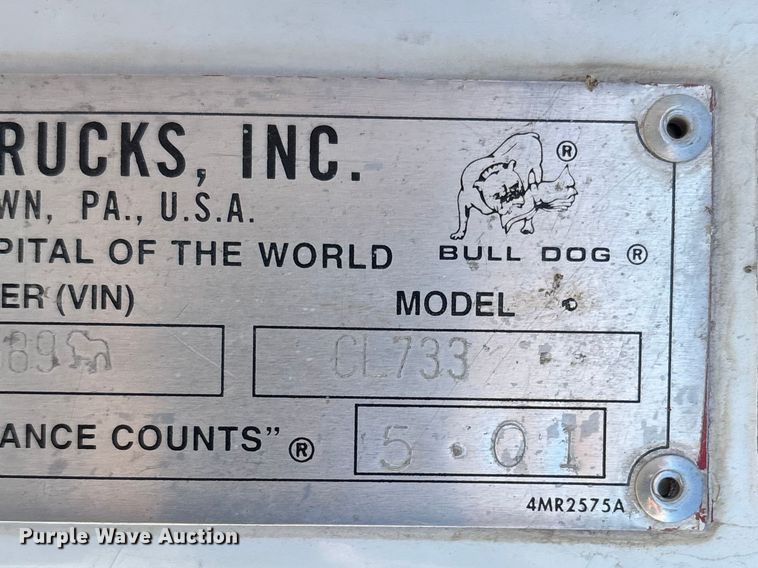 RUCKS, INC.
WN, PA., U.S.A.
PITAL OF THE WORLD
BULL DOG ®
®
ER (VIN)
MODEL
89
CL733
ANCE COUNTS"®
5 · 01
4MR2575A
Purple Wave Auction